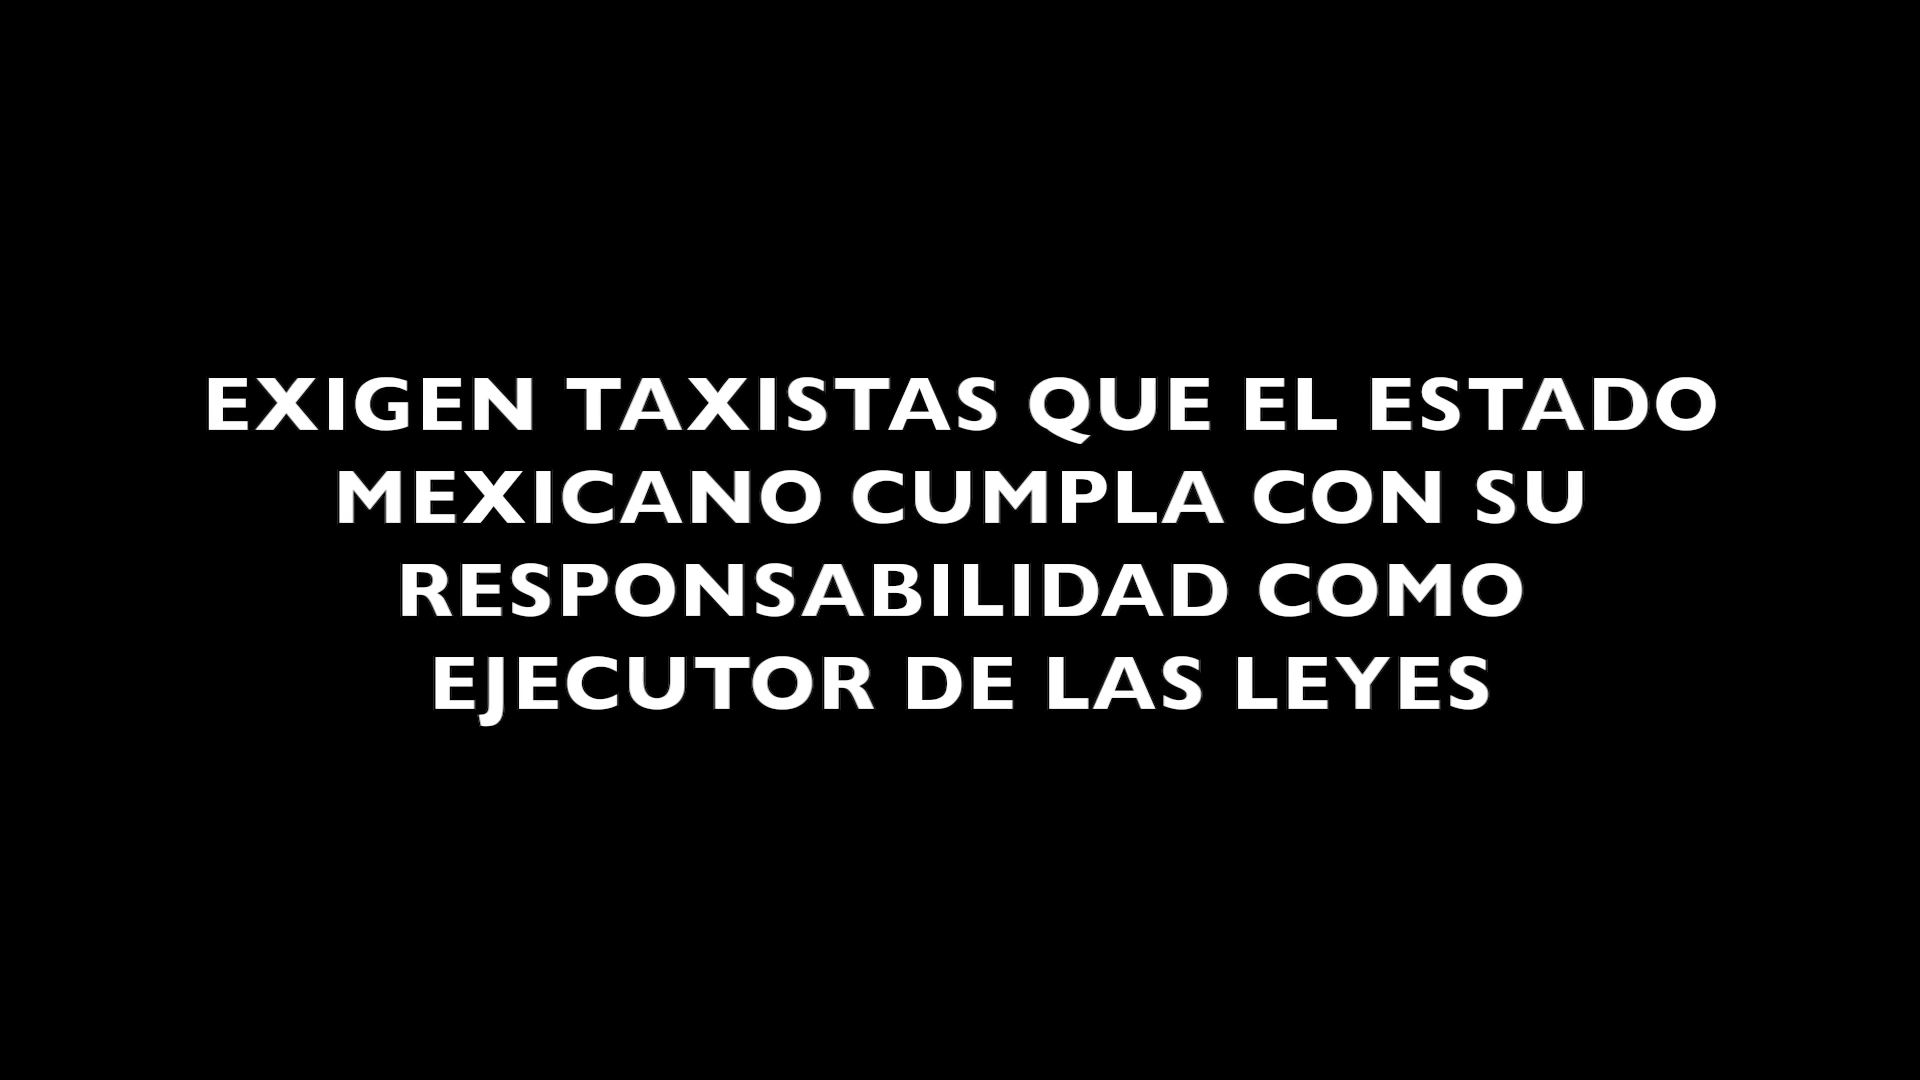 EXIGEN TAXISTAS QUE EL ESTADO
MEXICANO CUMPLA CON SU
RESPONSABILIDAD COMO
EJECUTOR DE LAS LEYES